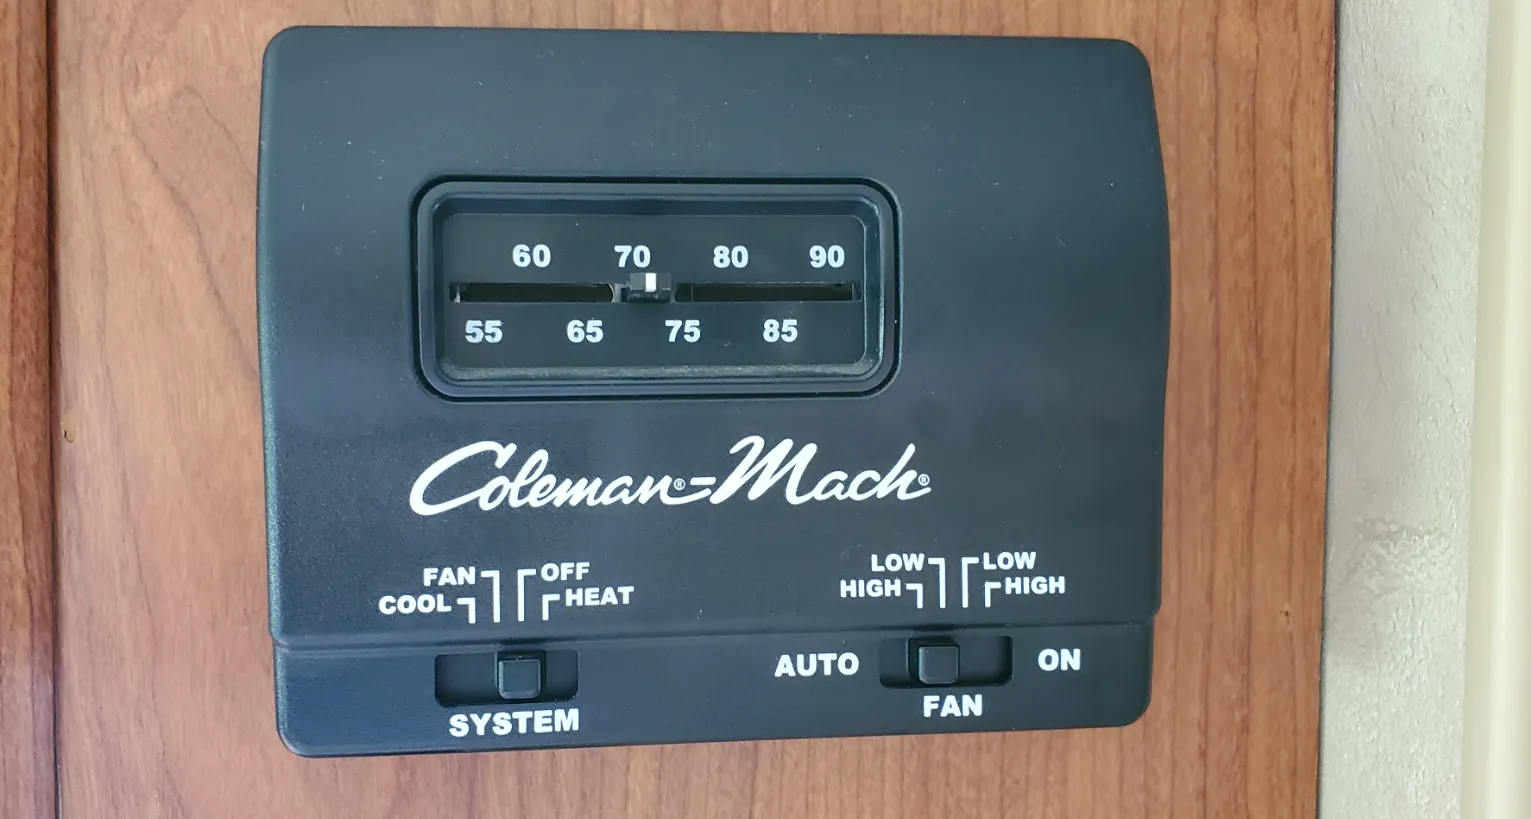 60 70 80 90
55 65 75 85
Coleman®-Mach®
FAN OFF
COOL HEAT
LOW LOW
HIGH HIGH
AUTO ON
SYSTEM
FAN